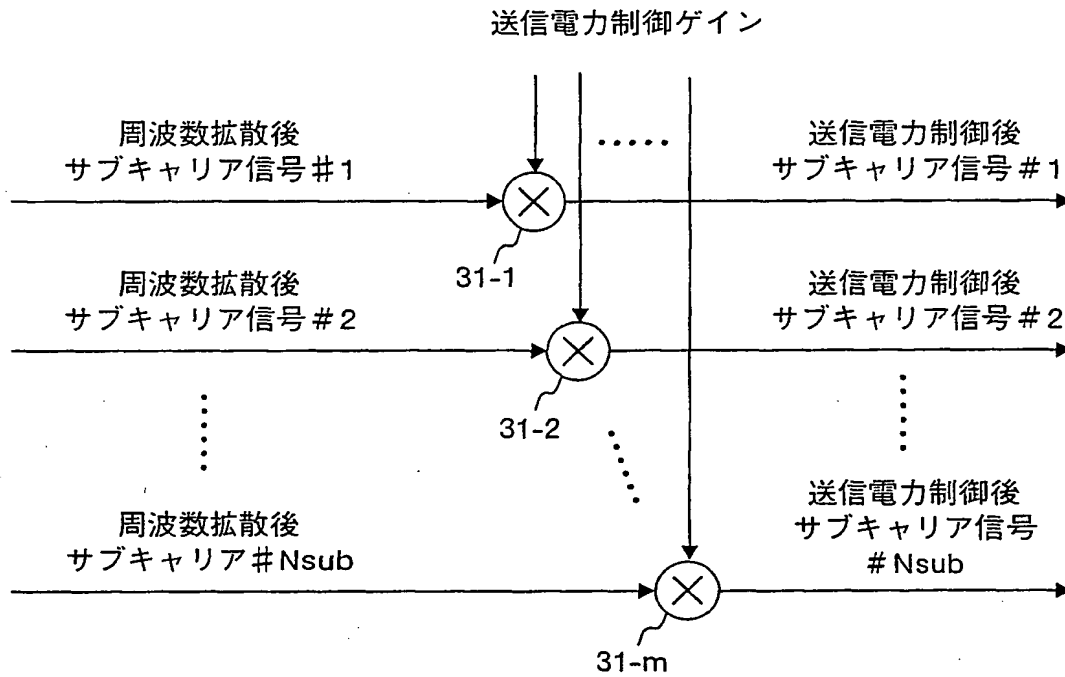 送信電力制御ゲイン
周波数拡散後
サブキャリア信号＃1
送信電力制御後
サブキャリア信号＃1
31-1
周波数拡散後
サブキャリア信号＃2
送信電力制御後
サブキャリア信号＃2
31-2
周波数拡散後
サブキャリア＃Nsub
送信電力制御後
サブキャリア信号
＃Nsub
31-m